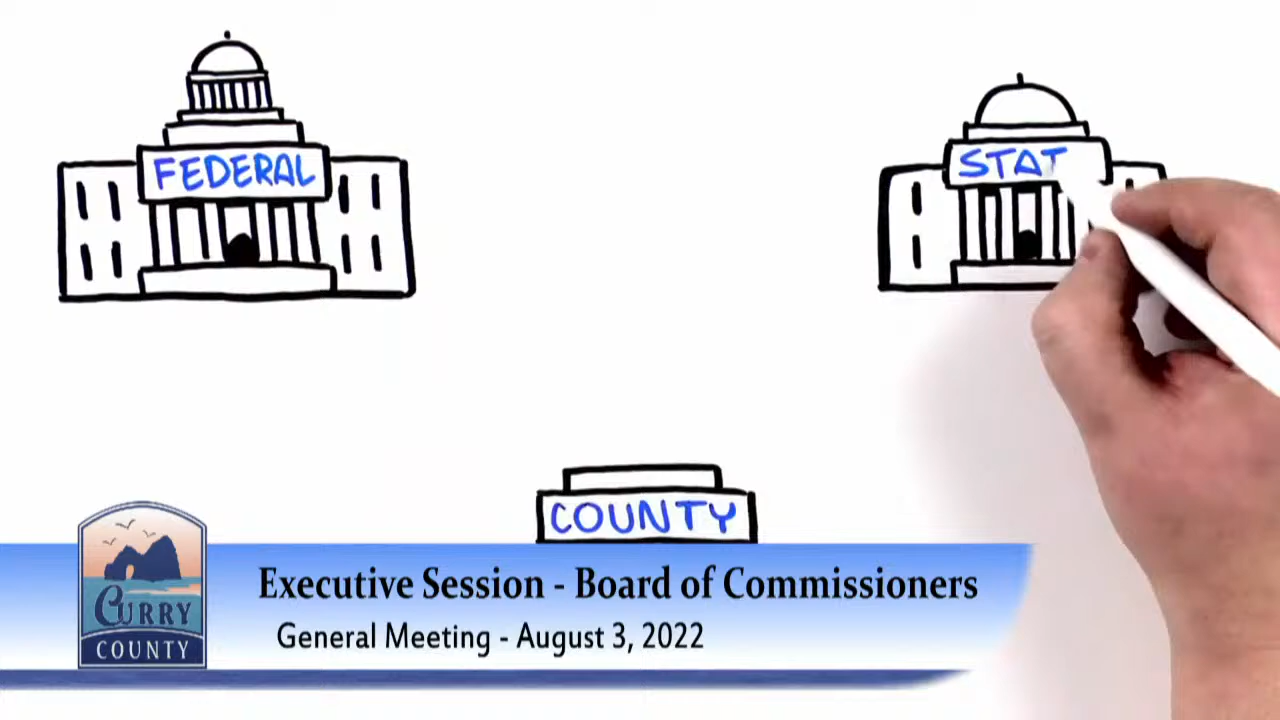 FEDERAL
STAT
COUNTY
Executive Session - Board of Commissioners
General Meeting - August 3, 2022
CURRY
COUNTY